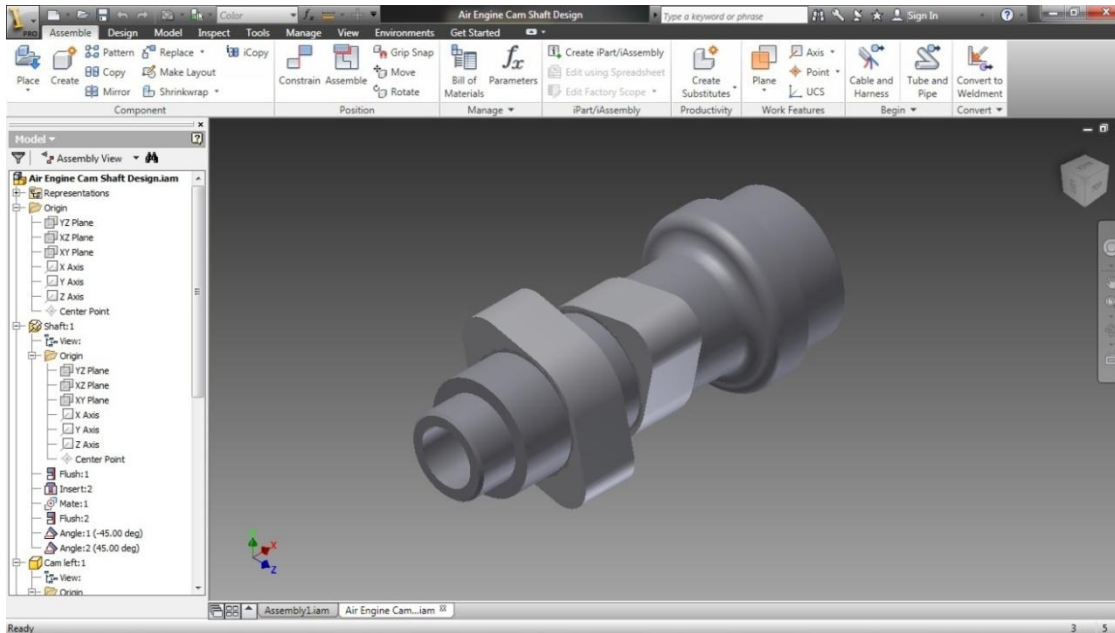 Color
Air Engine Cam Shaft Design
Type a keyword or phrase
Sign In
PRO
Assemble Design Model Inspect Tools Manage View Environments Get Started
Place
Create
Pattern
Copy
Mirror
Replace
Make Layout
Shrinkwrap
iCopy
Component
Constrain
Assemble
Grip Snap
Move
Rotate
Position
Bill of
Materials
fx
Parameters
Manage
Create iPart/iAssembly
Edit using Spreadsheet
Edit Factory Scope
iPart/iAssembly
Create
Substitutes
Productivity
Plane
Axis
Point
UCS
Work Features
Cable and
Harness
Tube and
Pipe
Begin
Convert to
Weldment
Convert
Model
Assembly View
Air Engine Cam Shaft Design.iam
Representations
Origin
YZ Plane
XZ Plane
XY Plane
X Axis
Y Axis
Z Axis
Center Point
Shaft:1
View:
Origin
YZ Plane
XZ Plane
XY Plane
X Axis
Y Axis
Z Axis
Center Point
Flush:1
Insert:2
Mate:1
Flush:2
Angle:1 (-45.00 deg)
Angle:2 (45.00 deg)
Cam left:1
View:
Origin
X
Z
Assembly1.iam
Air Engine Cam...iam
Ready
3 5